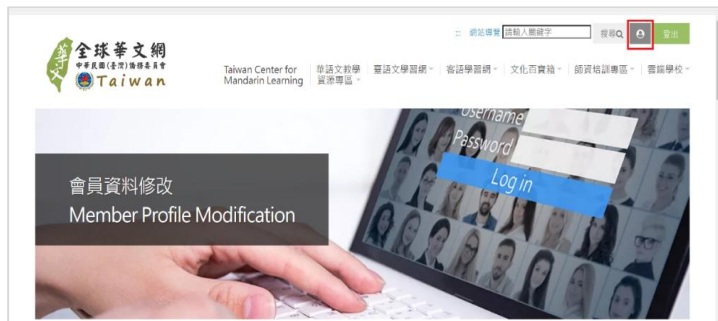 ::: 網站導覽 請輸入關鍵字 搜尋 登出
全球華文網
中華民國(臺灣)僑務委員會
Taiwan
華文
Taiwan Center for Mandarin Learning
華語文教學資源專區
臺語文學習網
客語學習網
文化百寶箱
師資培訓專區
雲端學校
Username
Password
Log in
會員資料修改
Member Profile Modification